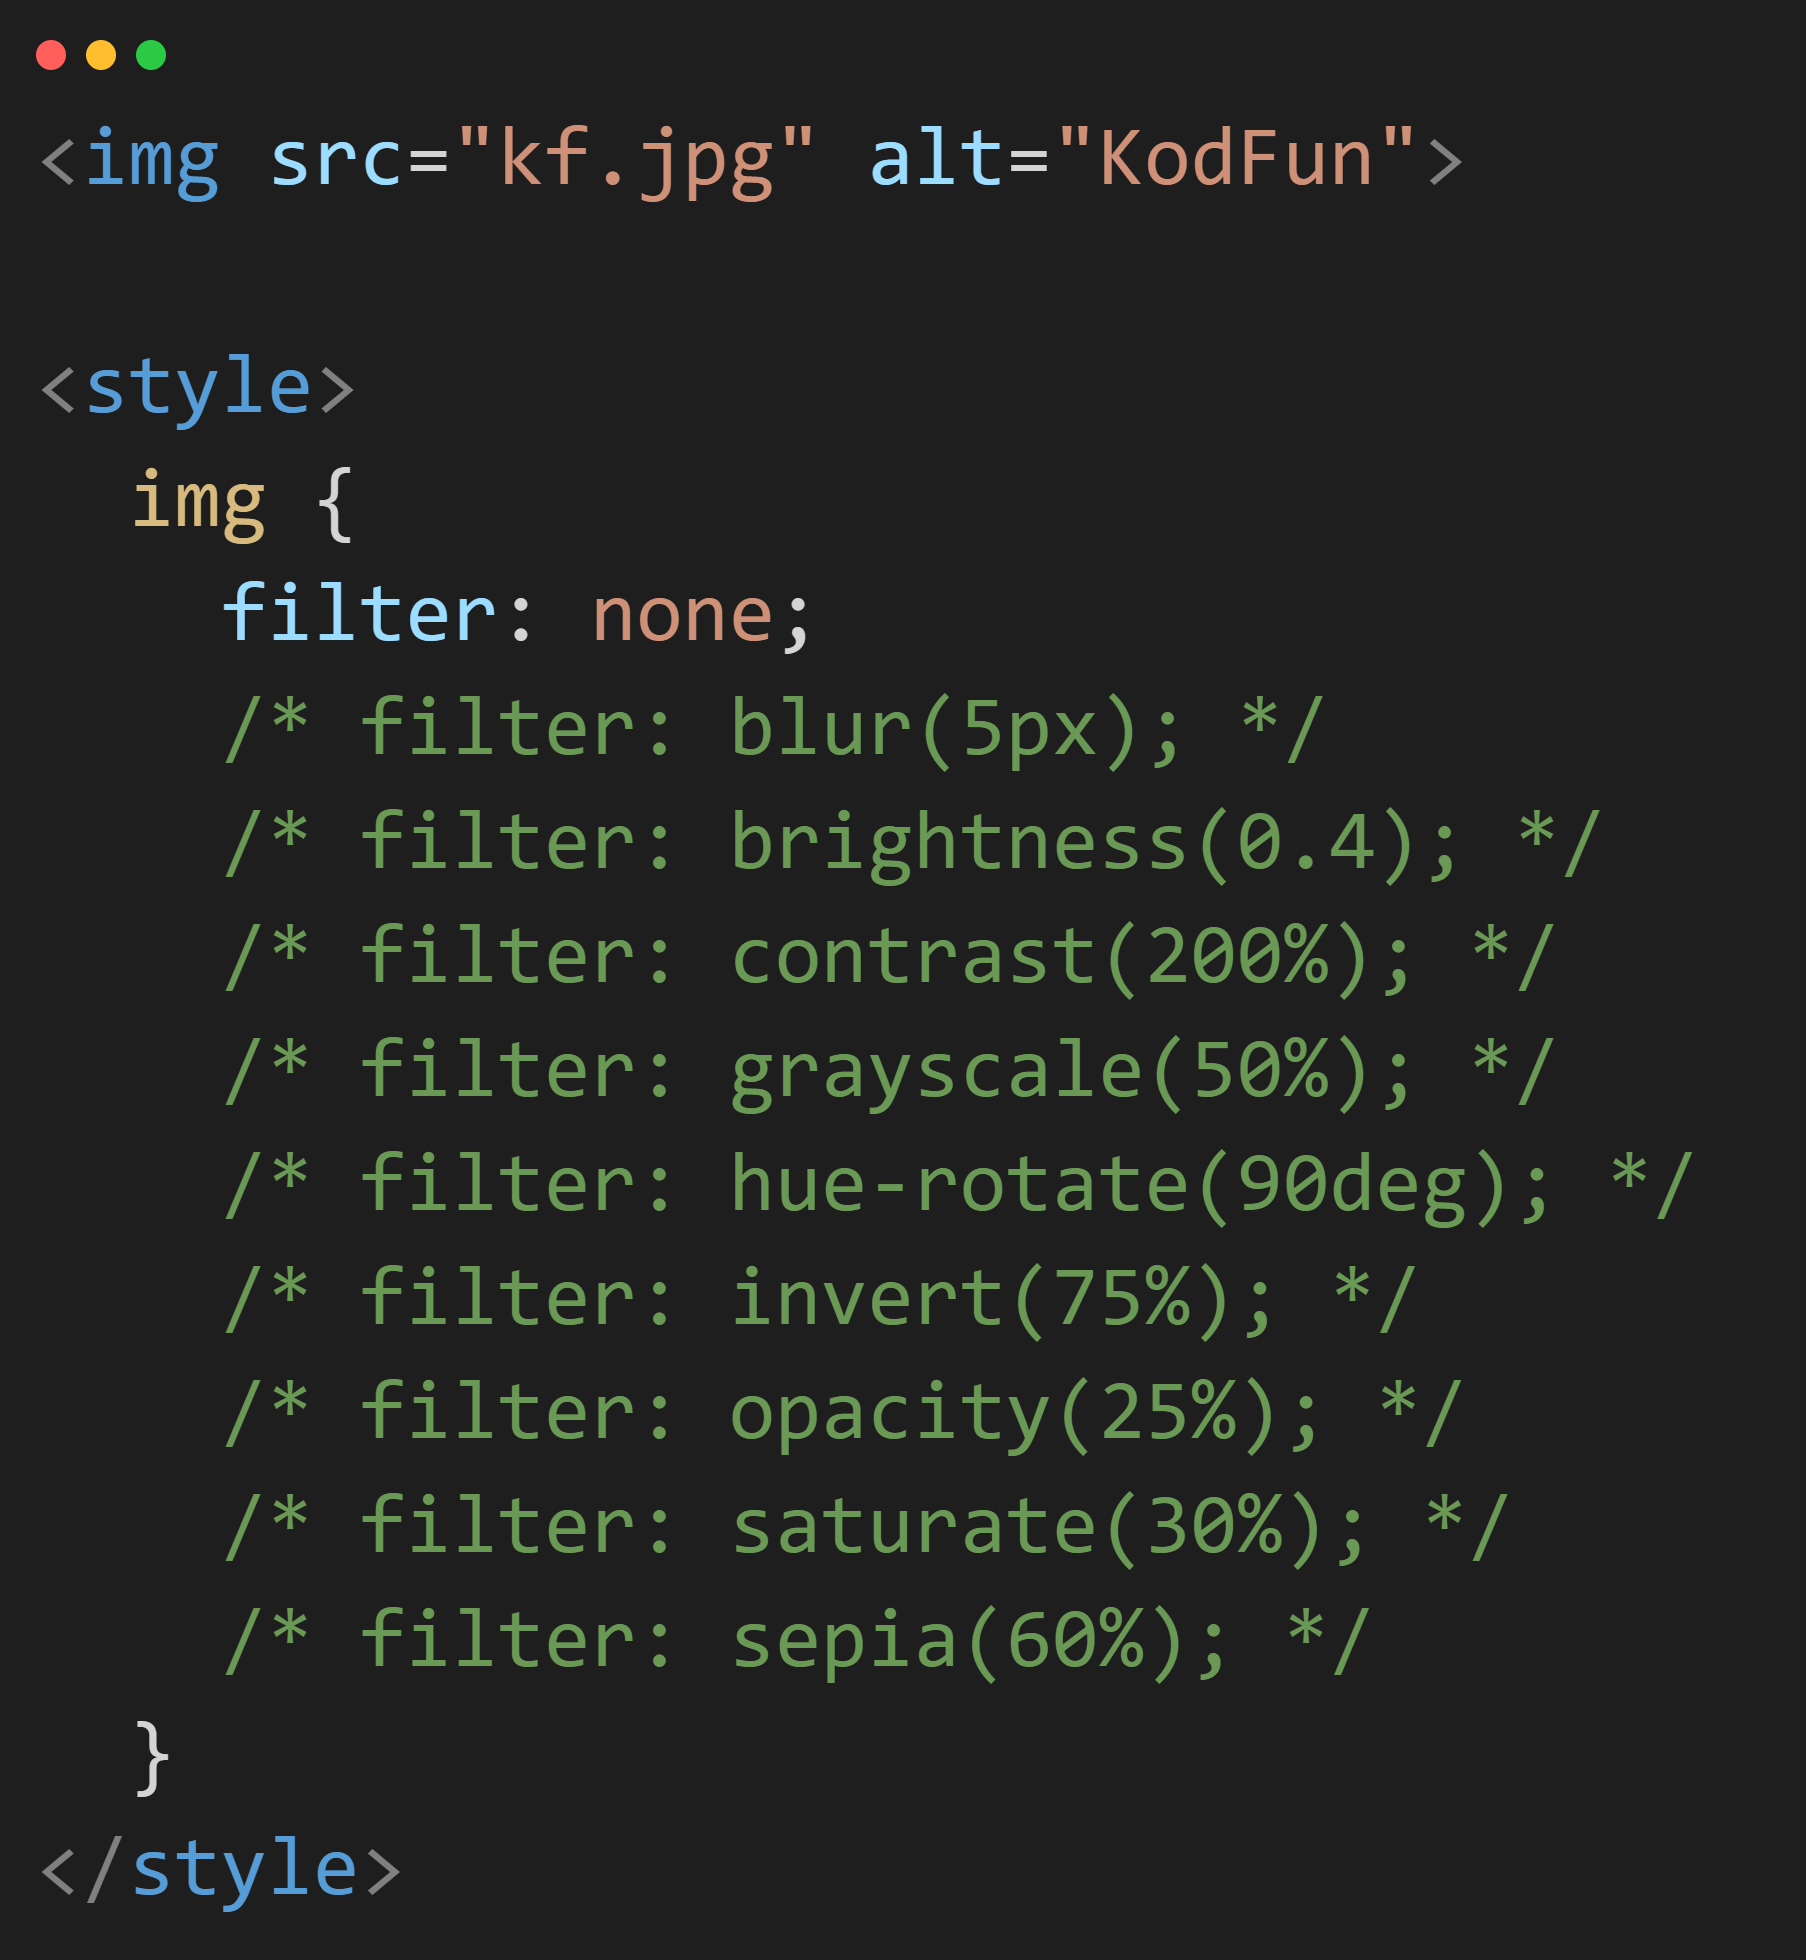 <img src="kf.jpg" alt="KodFun">
<style>
img {
filter: none;
/* filter: blur(5px); */
/* filter: brightness(0.4); */
/* filter: contrast(200%); */
/* filter: grayscale(50%); */
/* filter: hue-rotate(90deg); */
/* filter: invert(75%); */
/* filter: opacity(25%); */
/* filter: saturate(30%); */
/* filter: sepia(60%); */
}
</style>